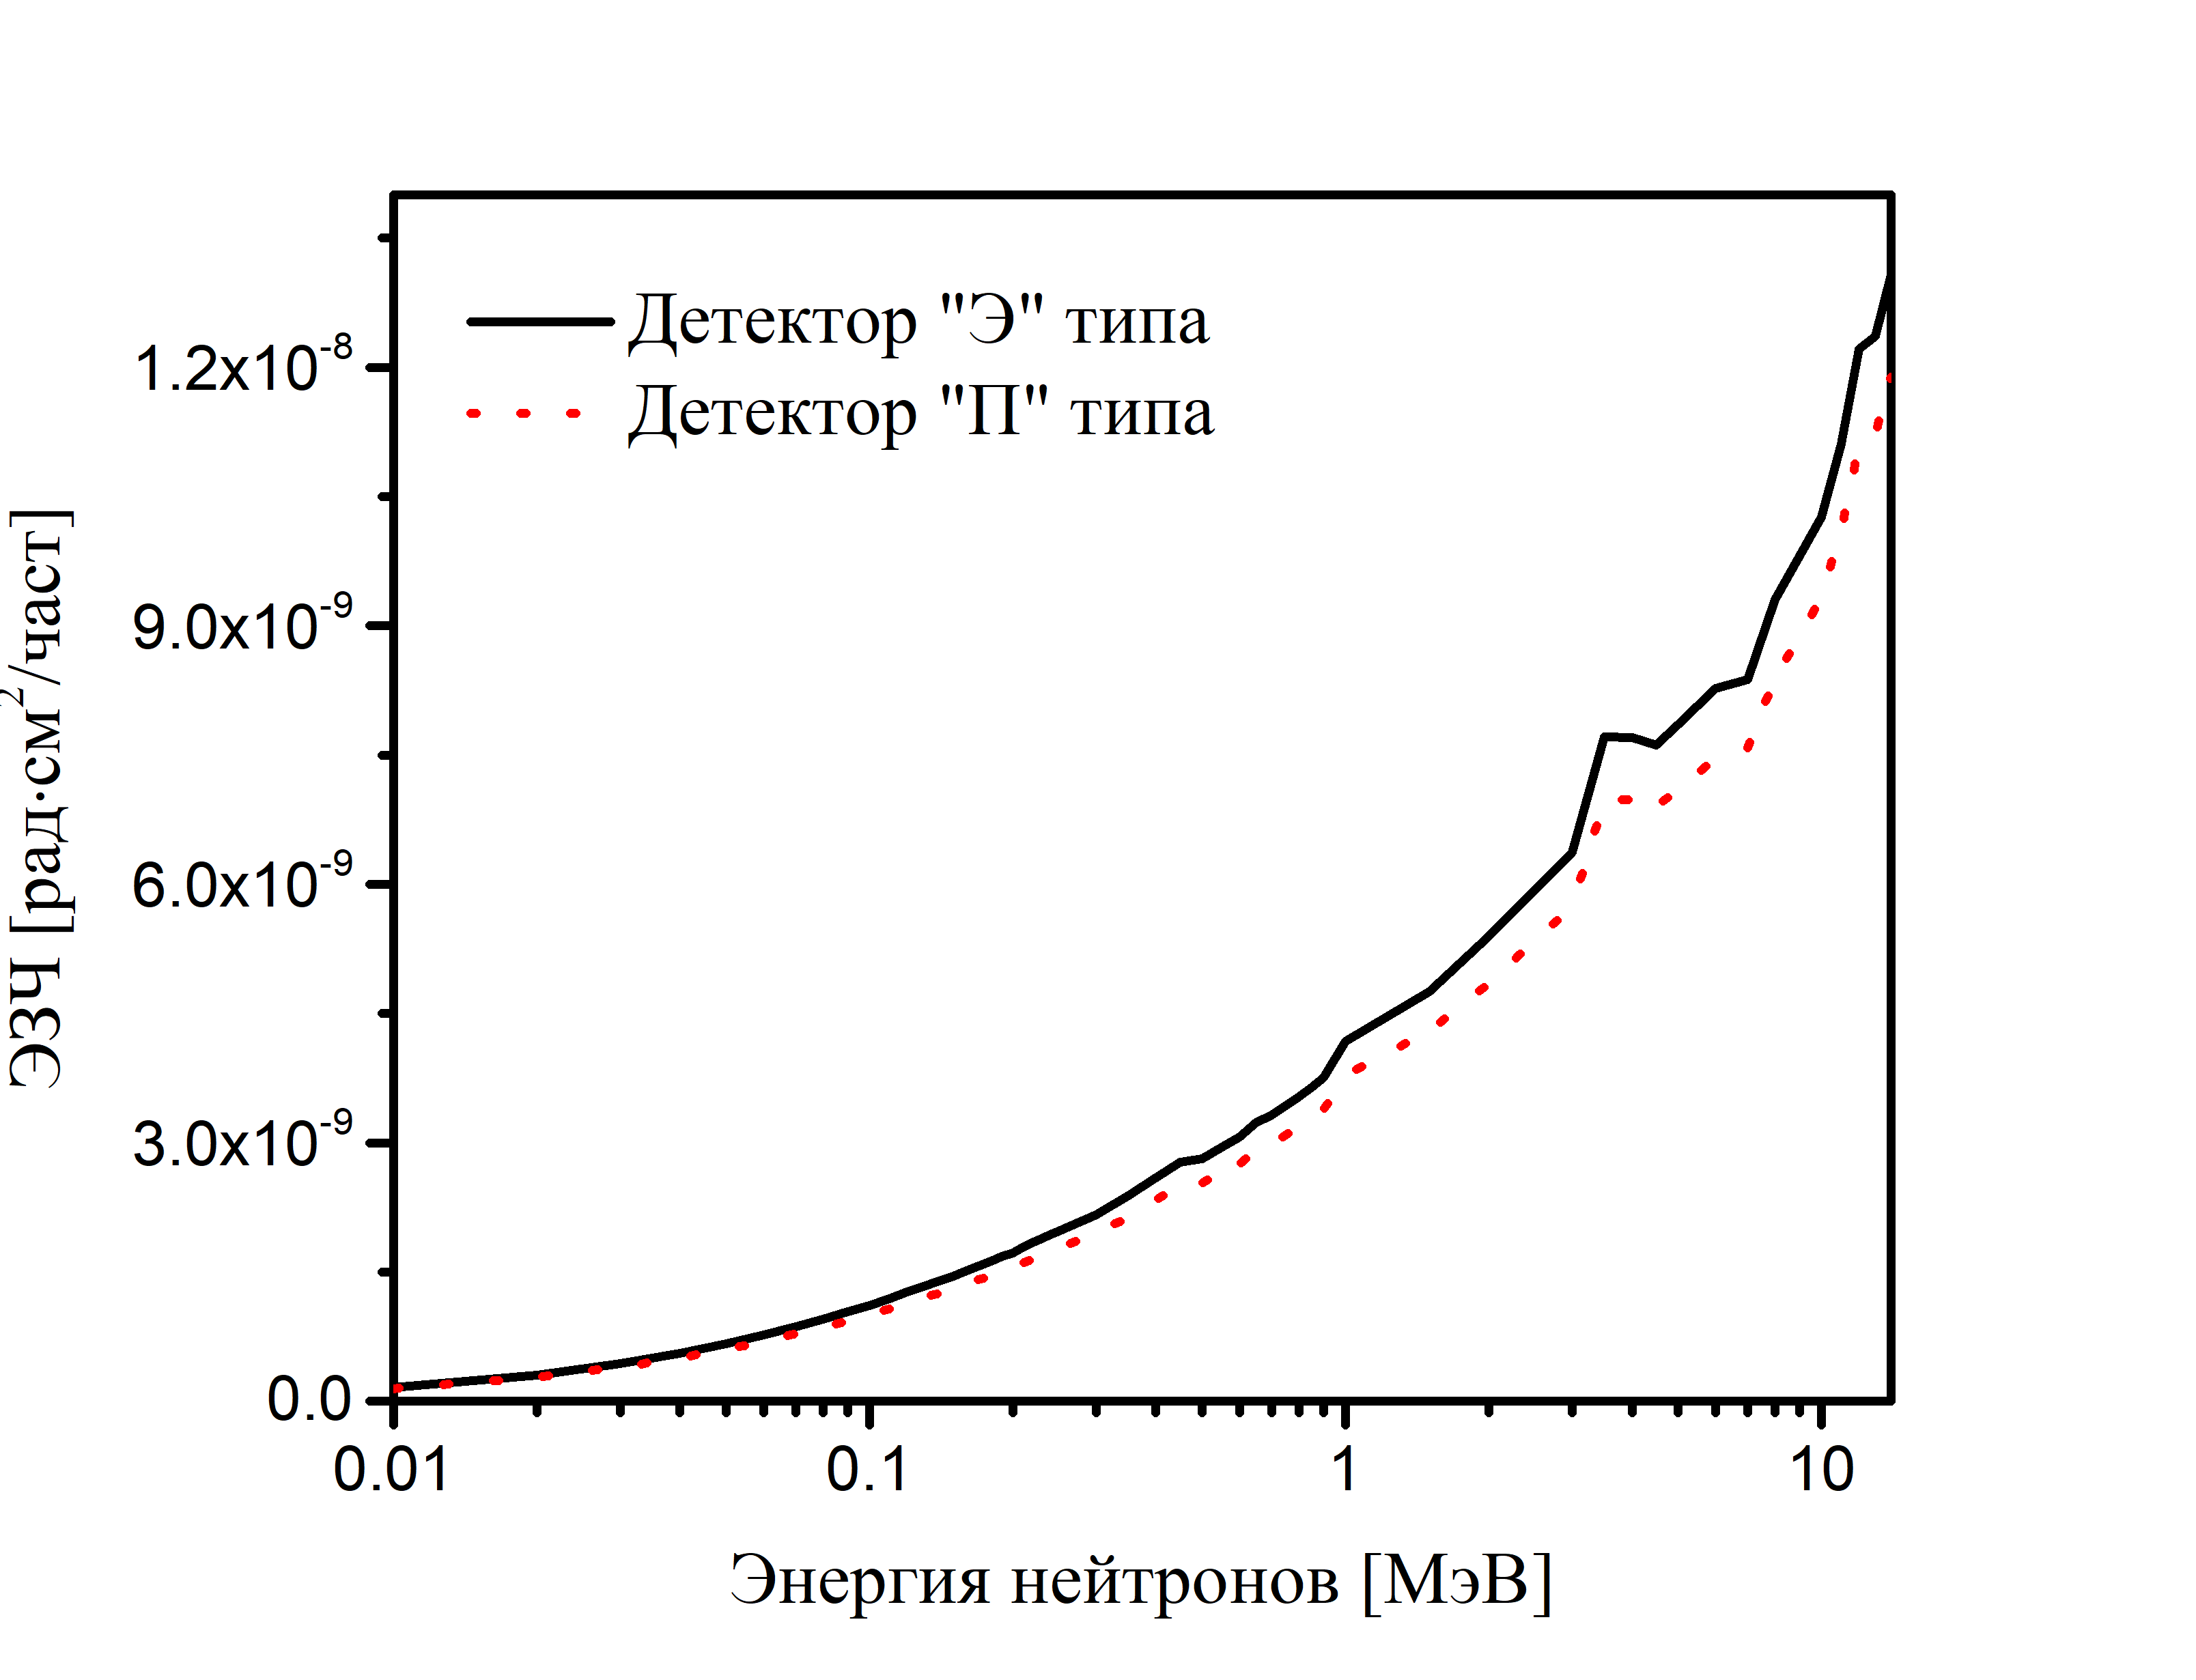 Детектор "Э" типа
Детектор "П" типа
ЭЗЧ [рад·см²/част]
1.2x10⁻⁸
9.0x10⁻⁹
6.0x10⁻⁹
3.0x10⁻⁹
0.0
0.01 0.1 1 10
Энергия нейтронов [МэВ]